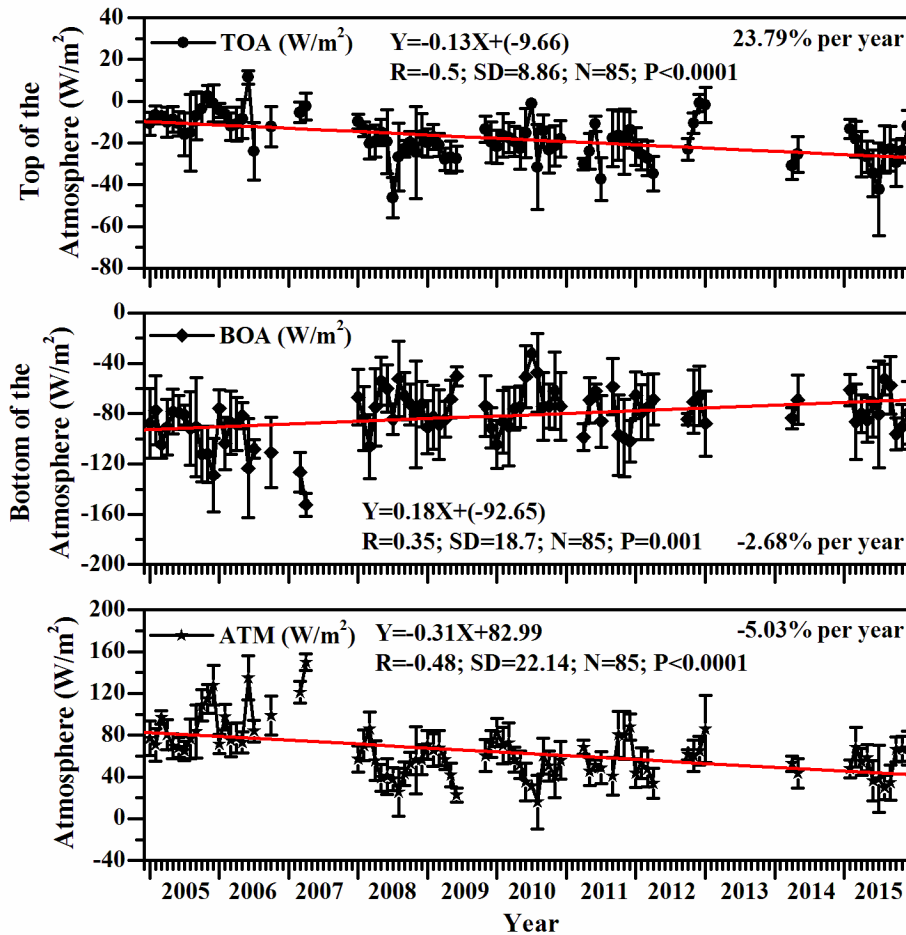 Top of the
Atmosphere (W/m²)
40
20
0
-20
-40
-60
-80
TOA (W/m²)
Y=-0.13X+(-9.66)
R=-0.5; SD=8.86; N=85; P<0.0001
23.79% per year
Bottom of the
Atmosphere (W/m²)
0
-40
-80
-120
-160
-200
BOA (W/m²)
Y=0.18X+(-92.65)
R=0.35; SD=18.7; N=85; P=0.001
-2.68% per year
Atmosphere (W/m²)
200
160
120
80
40
0
-40
ATM (W/m²)
Y=-0.31X+82.99
R=-0.48; SD=22.14; N=85; P<0.0001
-5.03% per year
2005 2006 2007 2008 2009 2010 2011 2012 2013 2014 2015
Year